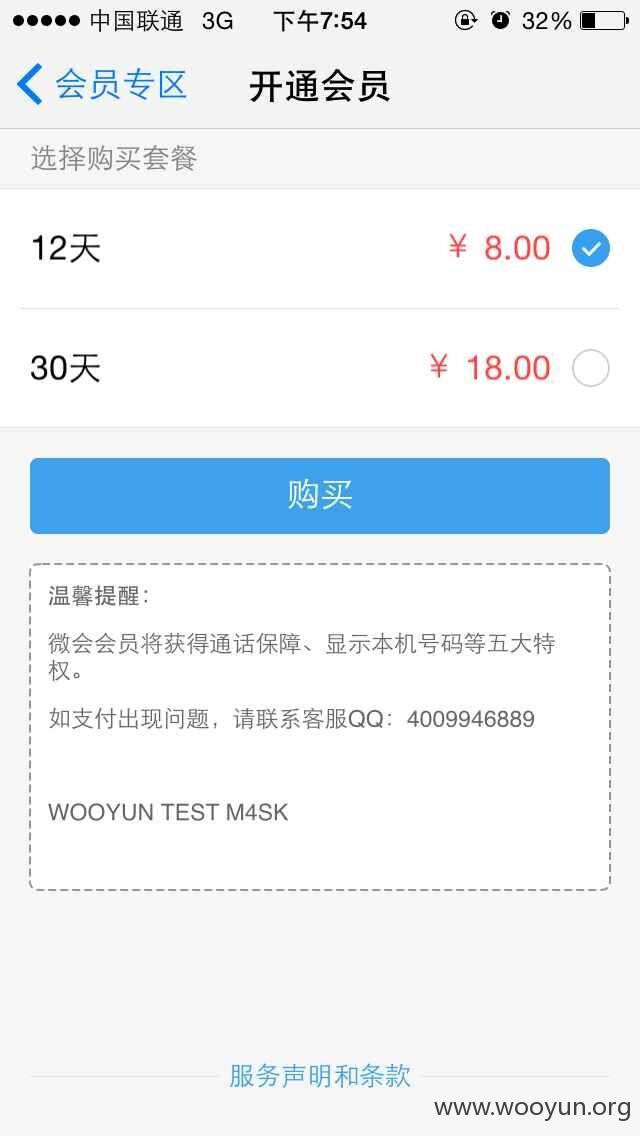 中国联通 3G 下午7:54 32%
会员专区 开通会员
选择购买套餐
12天 ¥ 8.00
30天 ¥ 18.00
购买
温馨提醒：
微会会员将获得通话保障、显示本机号码等五大特
权。
如支付出现问题，请联系客服QQ：4009946889
WOOYUN TEST M4SK
服务声明和条款
www.wooyun.org